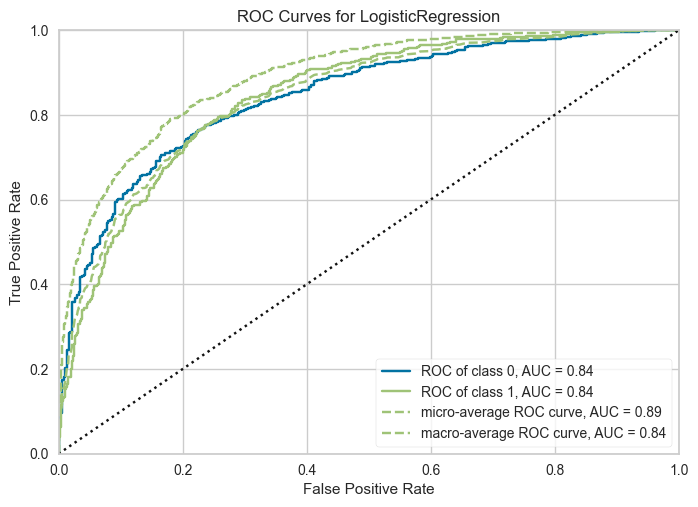 ROC Curves for LogisticRegression
True Positive Rate
1.0
0.8
0.6
0.4
0.2
0.0
ROC of class 0, AUC = 0.84
ROC of class 1, AUC = 0.84
micro-average ROC curve, AUC = 0.89
macro-average ROC curve, AUC = 0.84
0.0 0.2 0.4 0.6 0.8 1.0
False Positive Rate